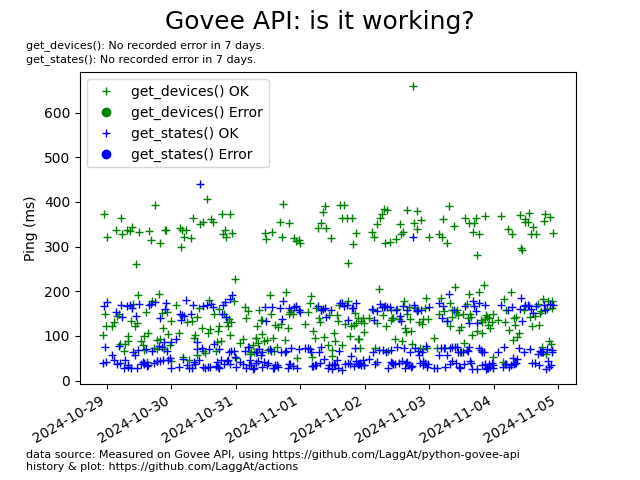 Govee API: is it working?
get_devices(): No recorded error in 7 days.
get_states(): No recorded error in 7 days.
get_devices() OK
get_devices() Error
get_states() OK
get_states() Error
Ping (ms)
600
500
400
300
200
100
0
2024-10-29
2024-10-30
2024-10-31
2024-11-01
2024-11-02
2024-11-03
2024-11-04
2024-11-05
data source: Measured on Govee API, using https://github.com/LaggAt/python-govee-api
history & plot: https://github.com/LaggAt/actions